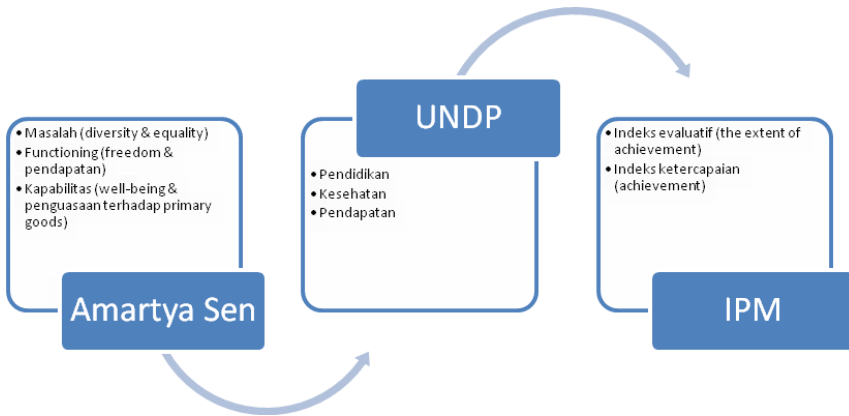 • Masalah (diversity & equality)
• Functioning (freedom &
pendapatan)
• Kapabilitas (well-being &
penguasaan terhadap primary
goods)
Amartya Sen
UNDP
• Pendidikan
• Kesehatan
• Pendapatan
• Indeks evaluatif (the extent of
achievement)
• Indeks ketercapaian
(achievement)
IPM